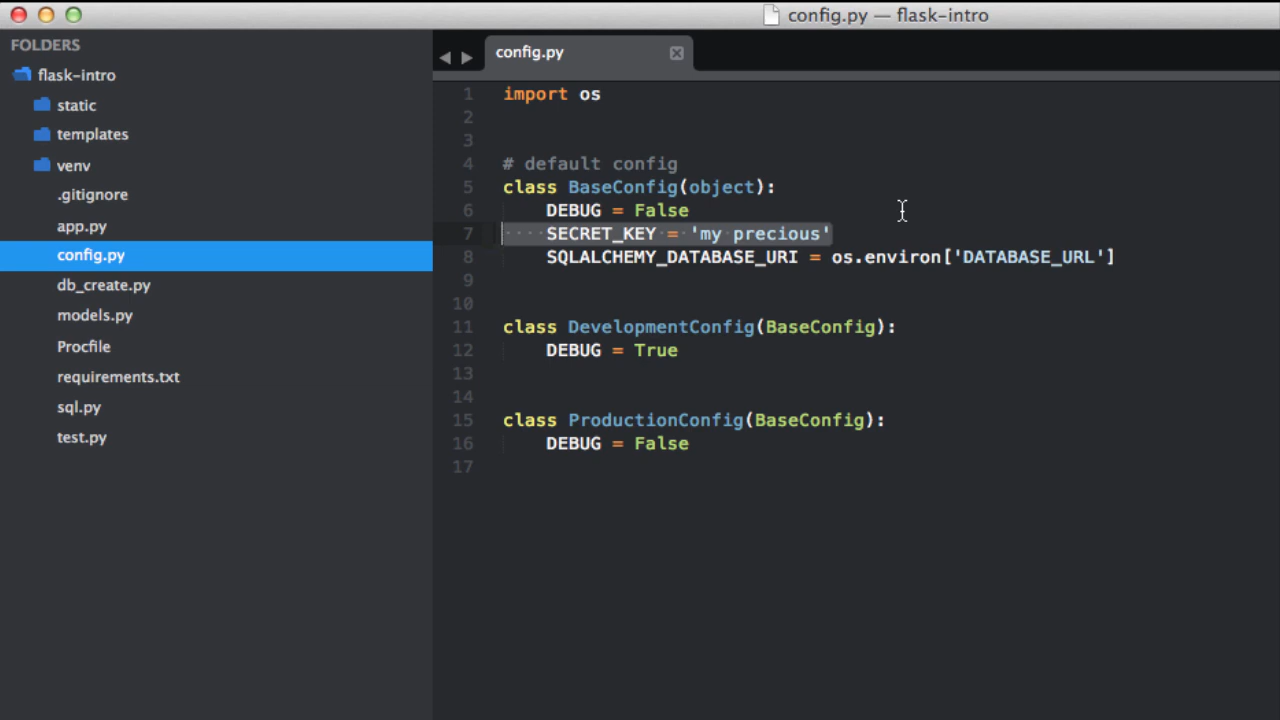 config.py — flask-intro
FOLDERS
flask-intro
static
templates
venv
.gitignore
app.py
config.py
db_create.py
models.py
Procfile
requirements.txt
sql.py
test.py
config.py
1 import os
2
3
4 # default config
5 class BaseConfig(object):
6     DEBUG = False
7     SECRET_KEY = 'my precious'
8     SQLALCHEMY_DATABASE_URI = os.environ['DATABASE_URL']
9
10
11 class DevelopmentConfig(BaseConfig):
12     DEBUG = True
13
14
15 class ProductionConfig(BaseConfig):
16     DEBUG = False
17